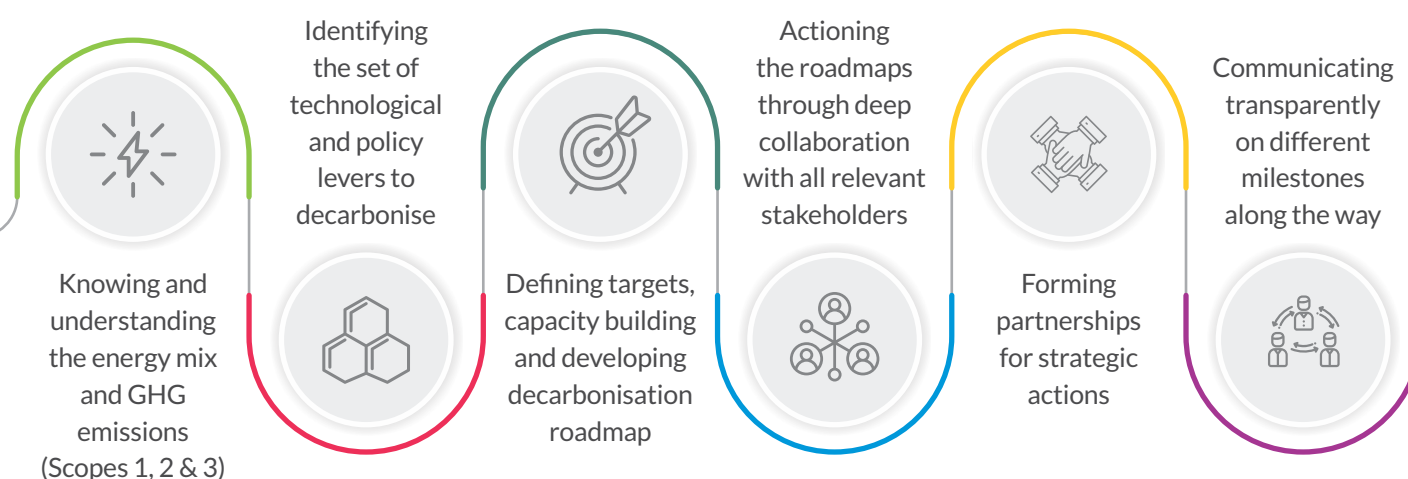 Knowing and
understanding
the energy mix
and GHG
emissions
(Scopes 1, 2 & 3)
Identifying
the set of
technological
and policy
levers to
decarbonise
Defining targets,
capacity building
and developing
decarbonisation
roadmap
Actioning
the roadmaps
through deep
collaboration
with all relevant
stakeholders
Forming
partnerships
for strategic
actions
Communicating
transparently
on different
milestones
along the way